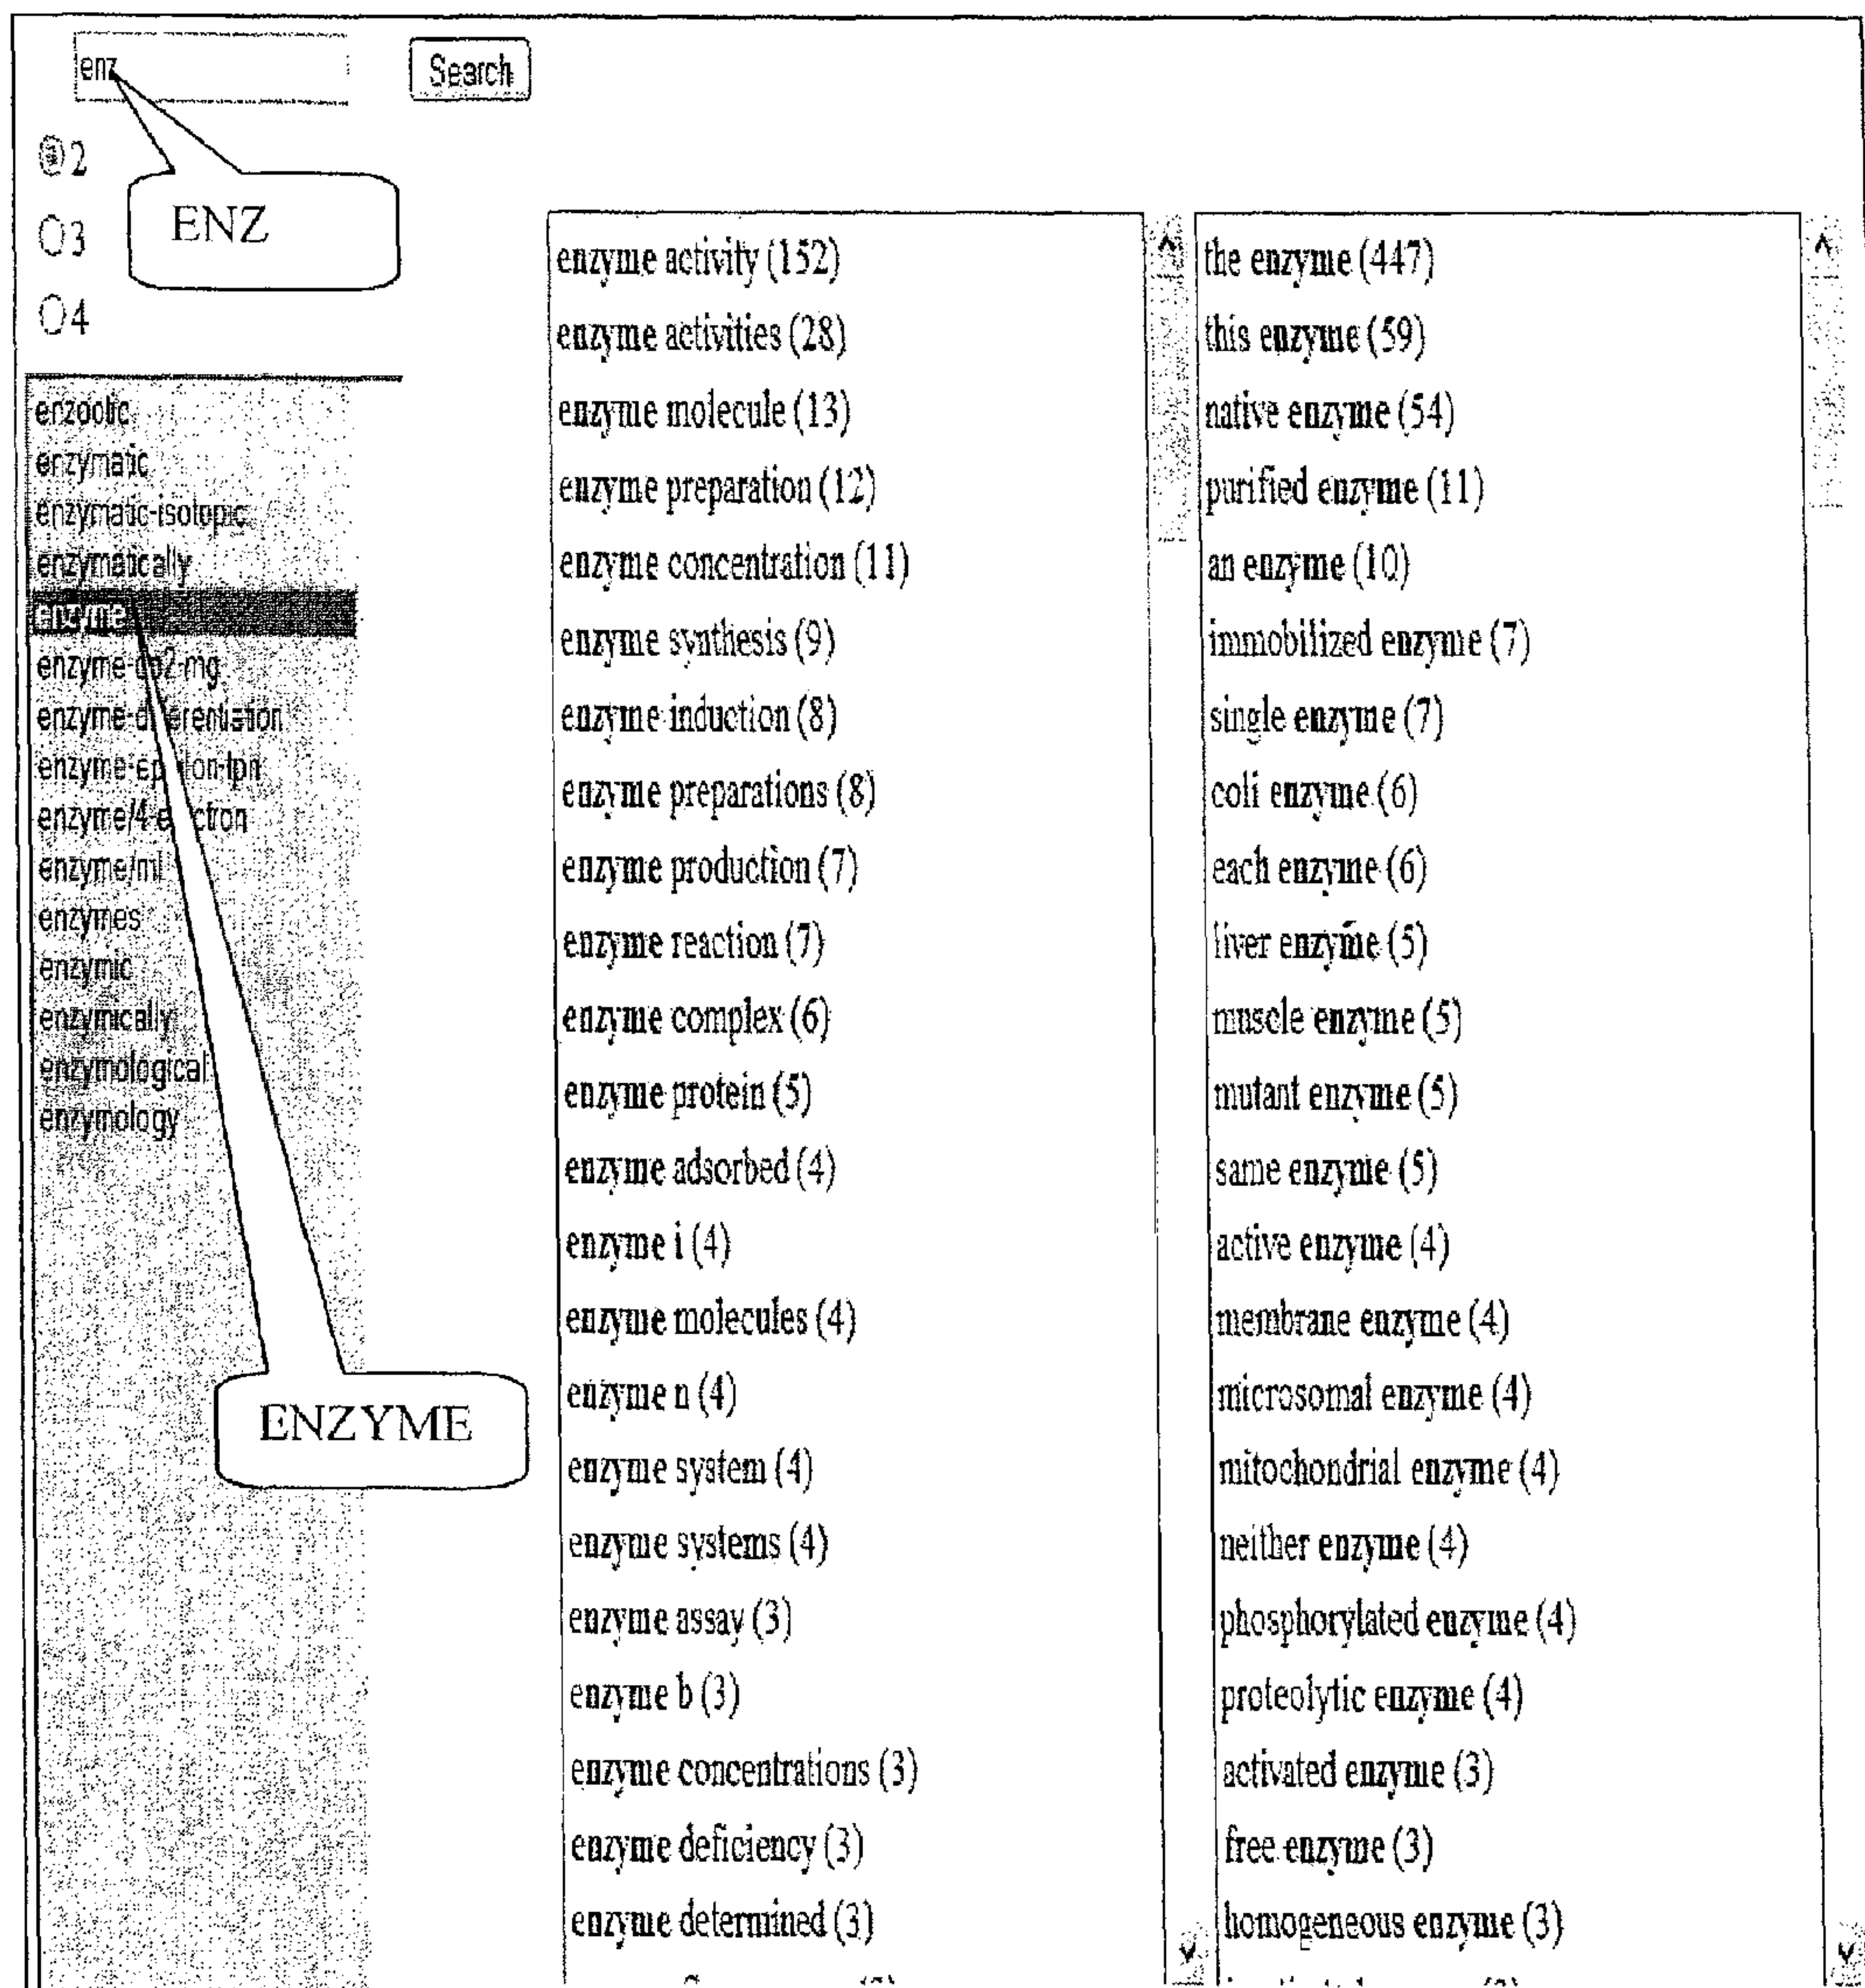 enz
Search
2
ENZ
3
4
enzootic
enzymatic
enzymatic-isotopic
enzymatically
enzyme
enzyme-
enzyme-
enzyme-
enzyme/4-
enzyme/ml
enzymes
enzymic
enzymically
enzymological
enzymology
ENZYME
enzyme activity (152)
enzyme activities (28)
enzyme molecule (13)
enzyme preparation (12)
enzyme concentration (11)
enzyme synthesis (9)
enzyme induction (8)
enzyme preparations (8)
enzyme production (7)
enzyme reaction (7)
enzyme complex (6)
enzyme protein (5)
enzyme adsorbed (4)
enzyme i (4)
enzyme molecules (4)
enzyme n (4)
enzyme system (4)
enzyme systems (4)
enzyme assay (3)
enzyme b (3)
enzyme concentrations (3)
enzyme deficiency (3)
enzyme determined (3)
the enzyme (447)
this enzyme (59)
native enzyme (54)
purified enzyme (11)
an enzyme (10)
immobilized enzyme (7)
single enzyme (7)
coli enzyme (6)
each enzyme (6)
liver enzyme (5)
muscle enzyme (5)
mutant enzyme (5)
same enzyme (5)
active enzyme (4)
membrane enzyme (4)
microsomal enzyme (4)
mitochondrial enzyme (4)
neither enzyme (4)
phosphorylated enzyme (4)
proteolytic enzyme (4)
activated enzyme (3)
free enzyme (3)
homogeneous enzyme (3)